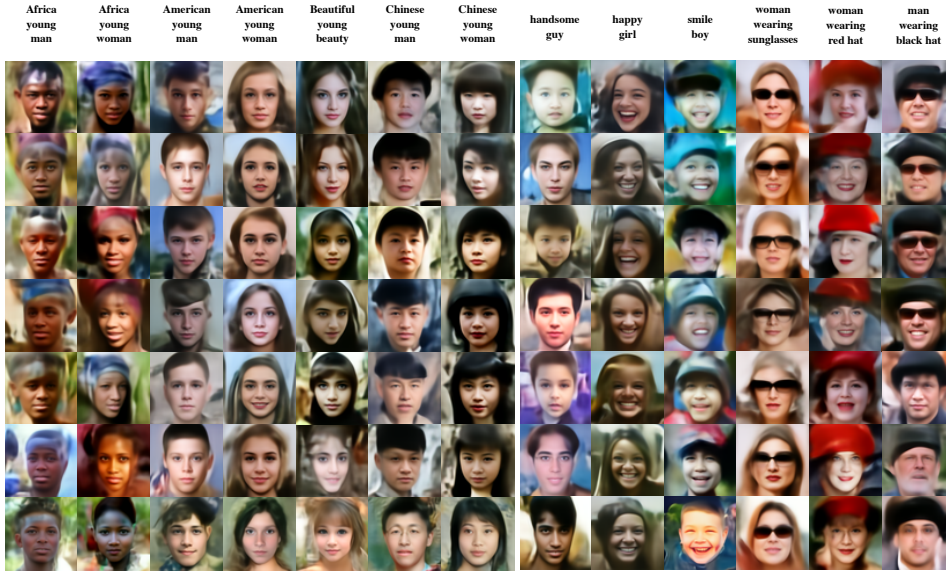 Africa
young
man
Africa
young
woman
American
young
man
American
young
woman
Beautiful
young
beauty
Chinese
young
man
Chinese
young
woman
handsome
guy
happy
girl
smile
boy
woman
wearing
sunglasses
woman
wearing
red hat
man
wearing
black hat